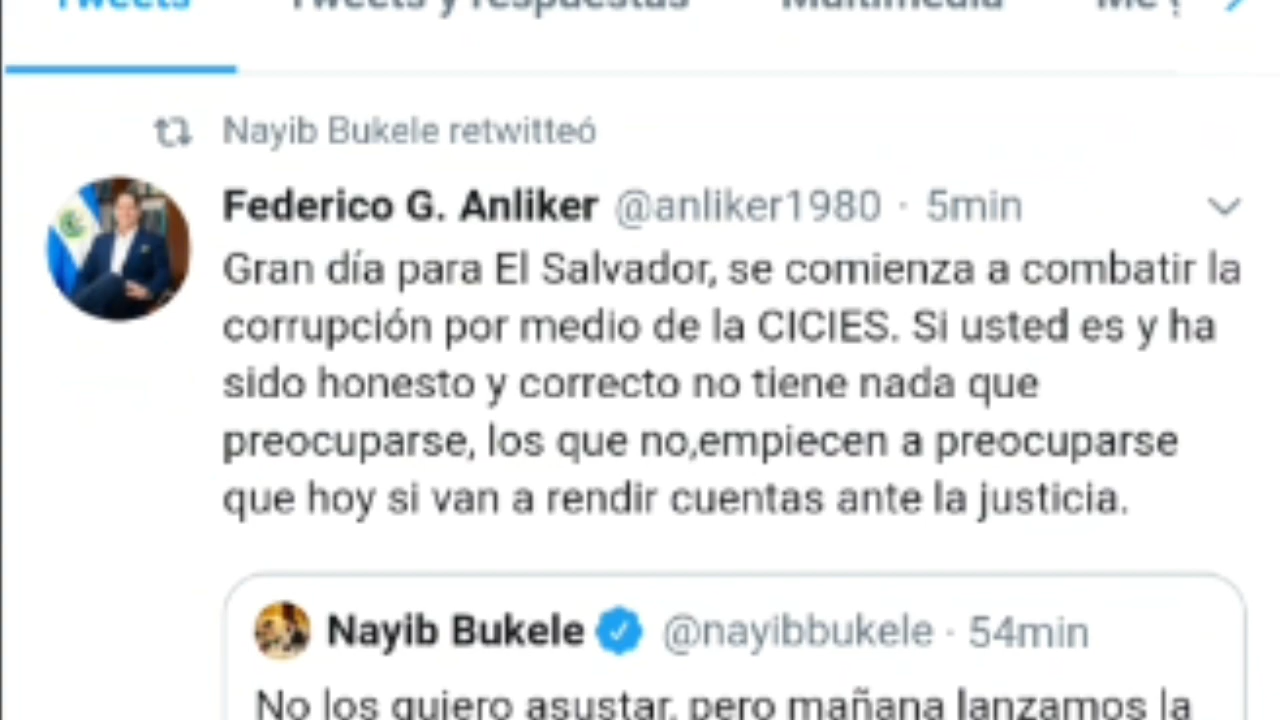 Tweets Tweets y respuestas Multimedia Me
Nayib Bukele retwitteó
Federico G. Anliker @anliker1980 · 5min
Gran día para El Salvador, se comienza a combatir la
corrupción por medio de la CICIES. Si usted es y ha
sido honesto y correcto no tiene nada que
preocuparse, los que no,empiecen a preocuparse
que hoy si van a rendir cuentas ante la justicia.
Nayib Bukele @nayibbukele · 54min
No los quiero asustar, pero mañana lanzamos la